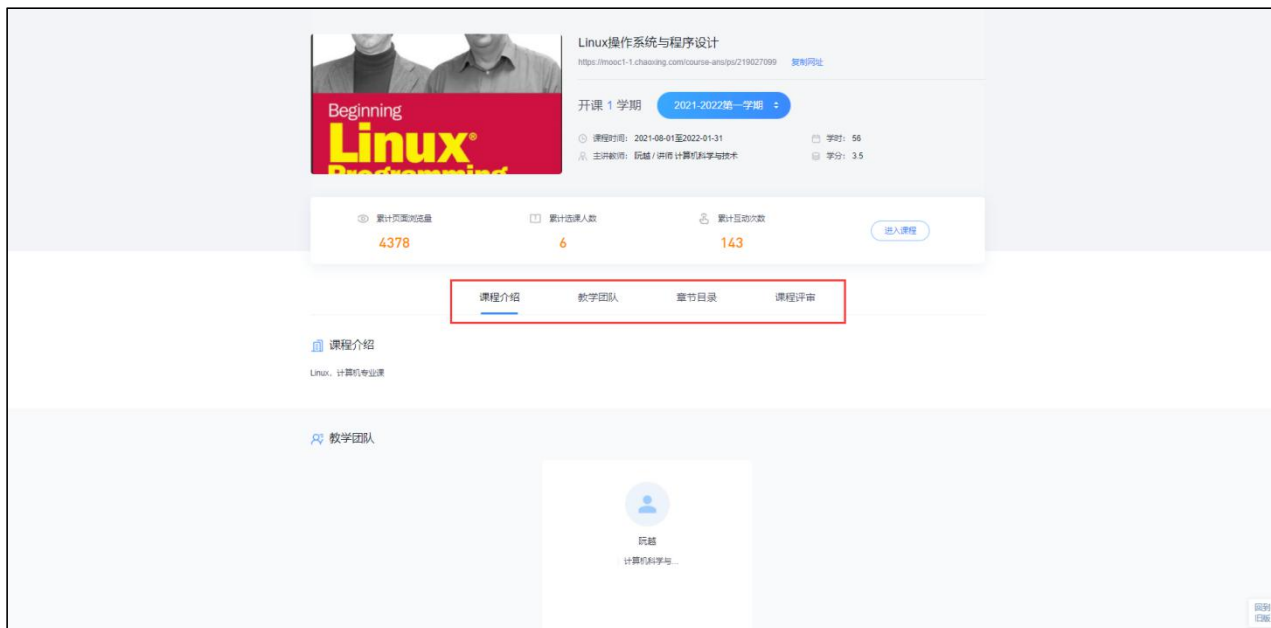 Linux操作系统与程序设计
https://mooc1-1.chaoxing.com/course-ans/ps/219027099 复制网址
Beginning
Linux®
Programming
开课 1 学期 2021-2022第一学期
课程时间: 2021-08-01至2022-01-31 学时: 56
主讲教师: 阮越 / 讲师 计算机科学与技术 学分: 3.5
累计页面浏览量 累计选课人数 累计互动次数
4378 6 143
进入课程
课程介绍 教学团队 章节目录 课程评审
课程介绍
Linux、计算机专业课
教学团队
阮越
计算机科学与...
回到
旧版